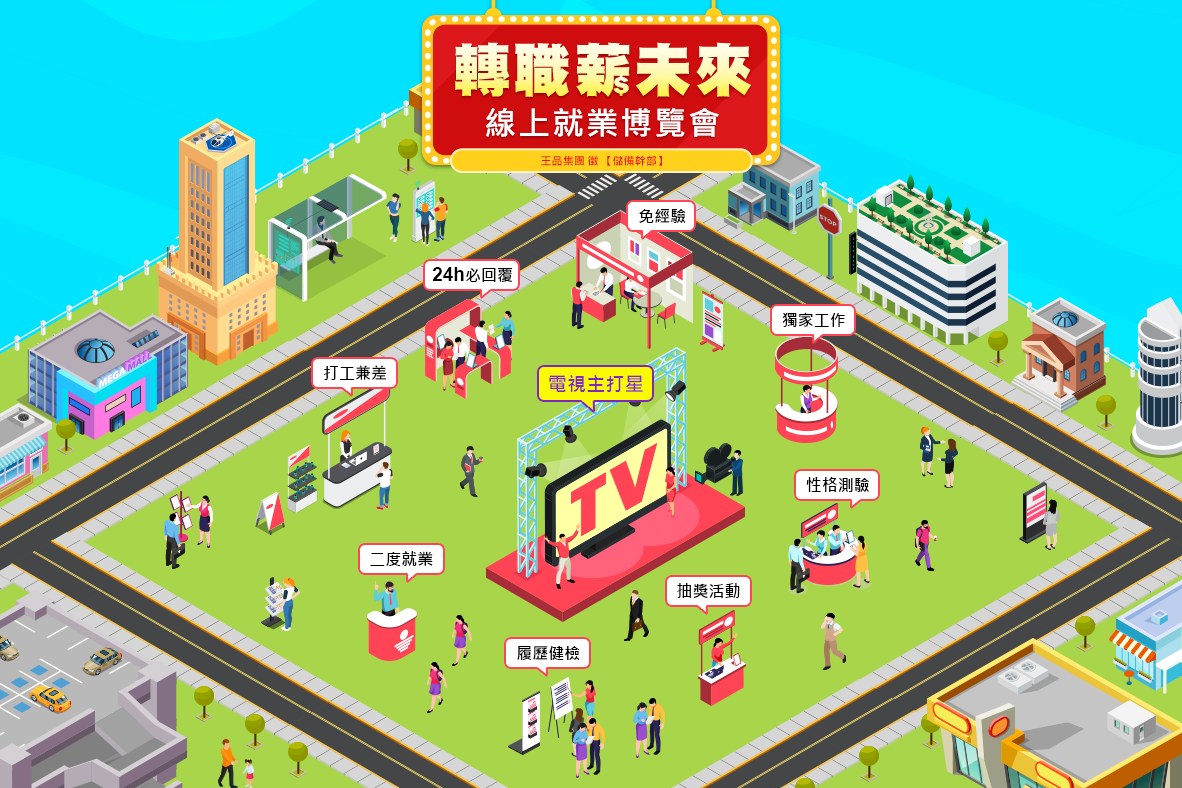 轉職薪未來
線上就業博覽會
王品集團 徵 【儲備幹部】
免經驗
STOP
24h必回覆
獨家工作
MEGA MALL
打工兼差
電視主打星
TV
性格測驗
二度就業
抽獎活動
履歷健檢